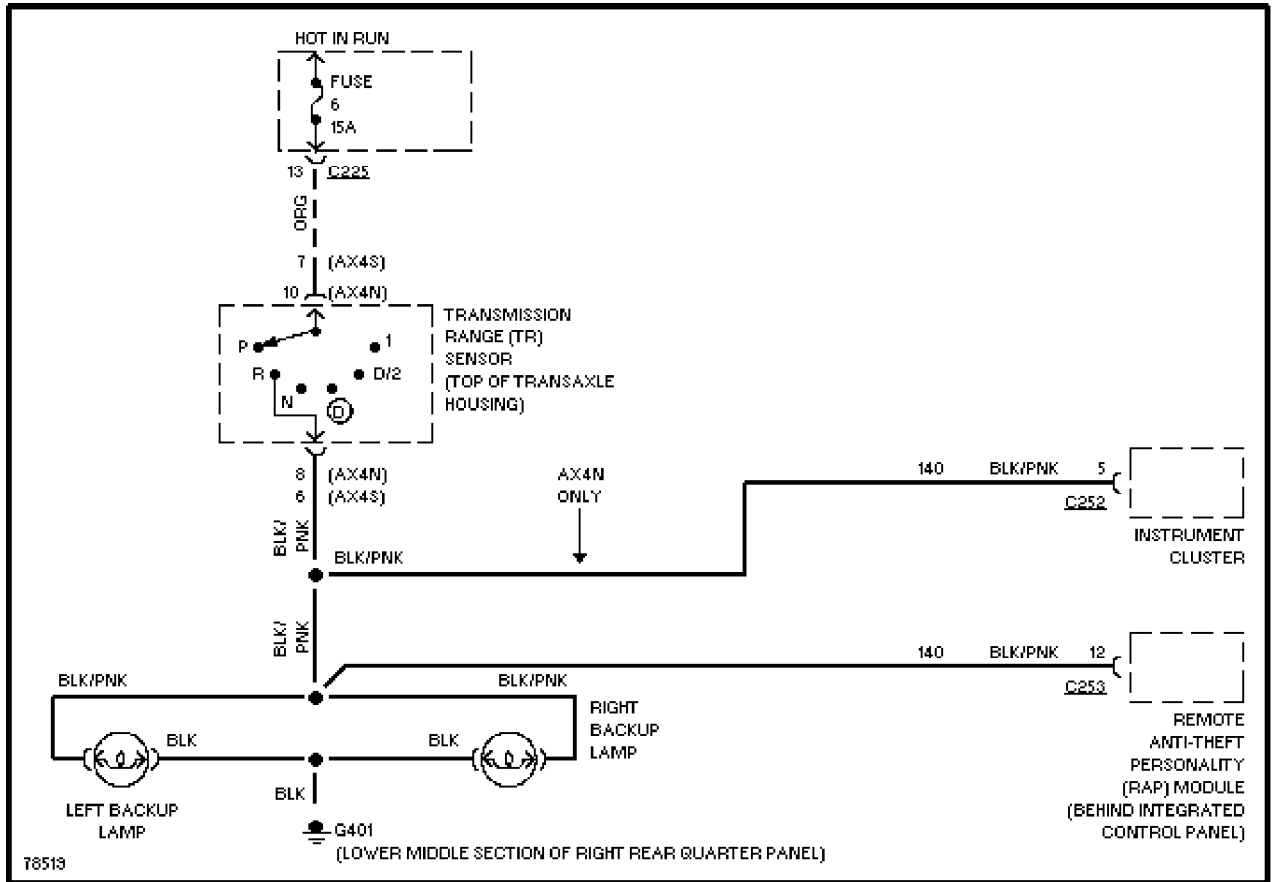 HOT IN RUN
FUSE
6
15A
13 C225
ORG
7 (AX4S)
10 (AX4N)
TRANSMISSION
RANGE (TR)
SENSOR
(TOP OF TRANSAXLE
HOUSING)
P 1
R D/2
N D
8 (AX4N)
6 (AX4S)
BLK/
PNK
AX4N
ONLY
BLK/PNK
140 BLK/PNK 5
C252
INSTRUMENT
CLUSTER
BLK/
PNK
140 BLK/PNK 12
C253
REMOTE
ANTI-THEFT
PERSONALITY
(RAP) MODULE
(BEHIND INTEGRATED
CONTROL PANEL)
BLK/PNK BLK/PNK
RIGHT
BACKUP
LAMP
BLK BLK
LEFT BACKUP
LAMP
BLK
G401
(LOWER MIDDLE SECTION OF RIGHT REAR QUARTER PANEL)
78519